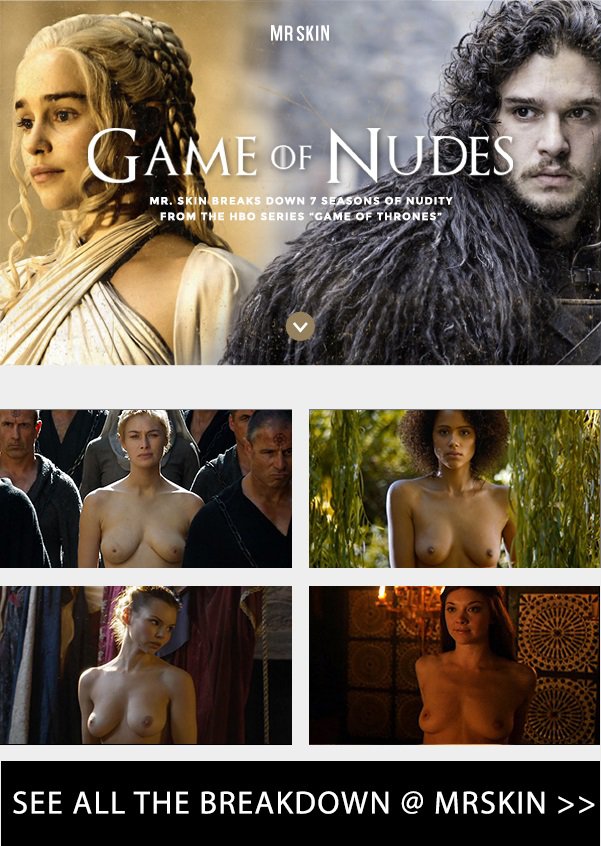 MR SKIN
GAME OF NUDES
MR. SKIN BREAKS DOWN 7 SEASONS OF NUDITY
FROM THE HBO SERIES "GAME OF THRONES"
SEE ALL THE BREAKDOWN @ MRSKIN >>